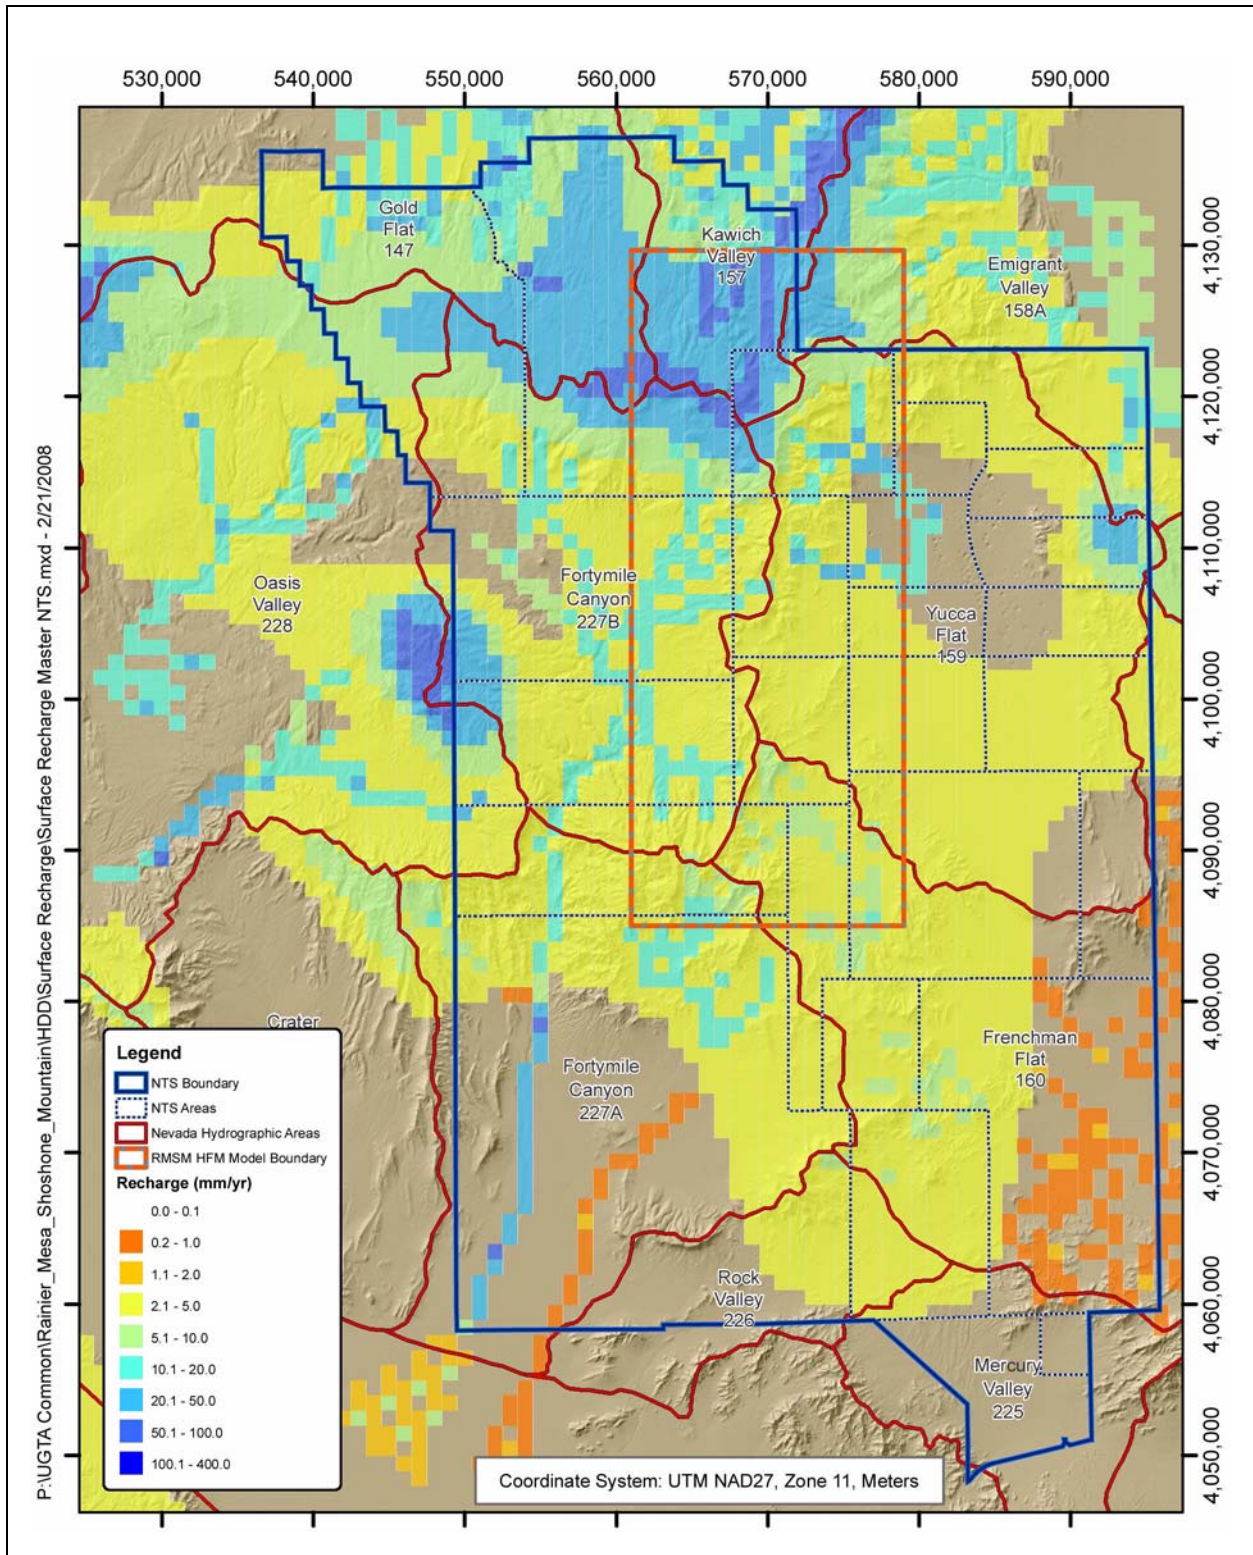 530,000 540,000 550,000 560,000 570,000 580,000 590,000
P:\UGTA Common\Rainier_Mesa_Shoshone_Mountain\HDD\Surface Recharge\Surface Recharge Master NTS.mxd - 2/21/2008
4,130,000
4,120,000
4,110,000
4,100,000
4,090,000
4,080,000
4,070,000
4,060,000
4,050,000
Gold
Flat
147
Kawich
Valley
157
Emigrant
Valley
158A
Oasis
Valley
228
Fortymile
Canyon
227B
Yucca
Flat
159
Crater
Frenchman
Flat
160
Fortymile
Canyon
227A
Rock
Valley
226
Mercury
Valley
225
Legend
NTS Boundary
NTS Areas
Nevada Hydrographic Areas
RMSM HFM Model Boundary
Recharge (mm/yr)
0.0 - 0.1
0.2 - 1.0
1.1 - 2.0
2.1 - 5.0
5.1 - 10.0
10.1 - 20.0
20.1 - 50.0
50.1 - 100.0
100.1 - 400.0
Coordinate System: UTM NAD27, Zone 11, Meters